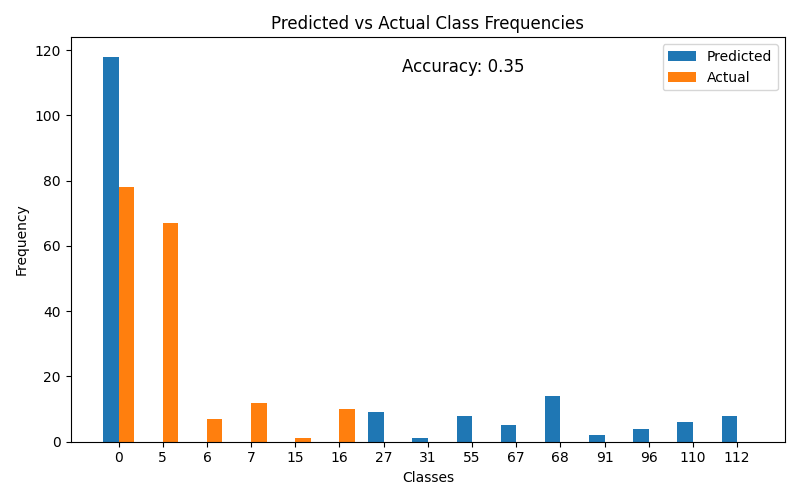 Predicted vs Actual Class Frequencies
Accuracy: 0.35
Predicted
Actual
Frequency
120
100
80
60
40
20
0
0 5 6 7 15 16 27 31 55 67 68 91 96 110 112
Classes